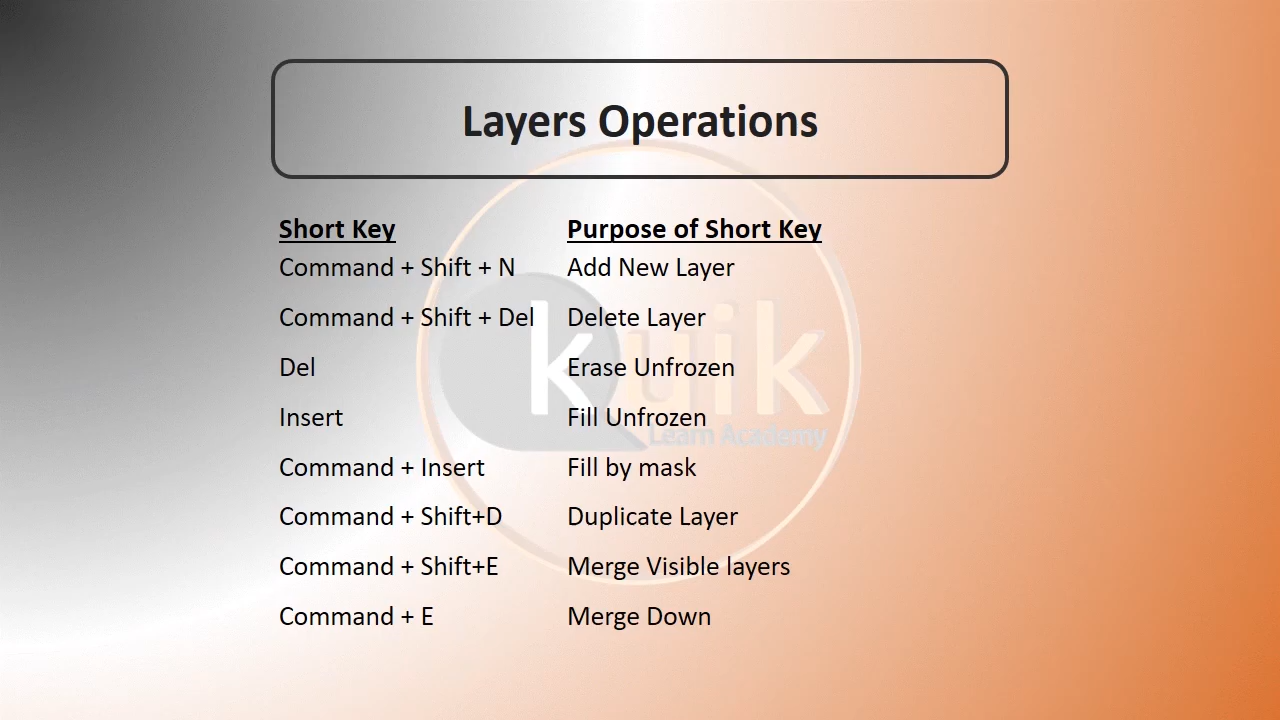 Layers Operations
Short Key Purpose of Short Key
Command + Shift + N Add New Layer
Command + Shift + Del Delete Layer
Del Erase Unfrozen
Insert Fill Unfrozen
Command + Insert Fill by mask
Command + Shift+D Duplicate Layer
Command + Shift+E Merge Visible layers
Command + E Merge Down
kuik
Learn Academy